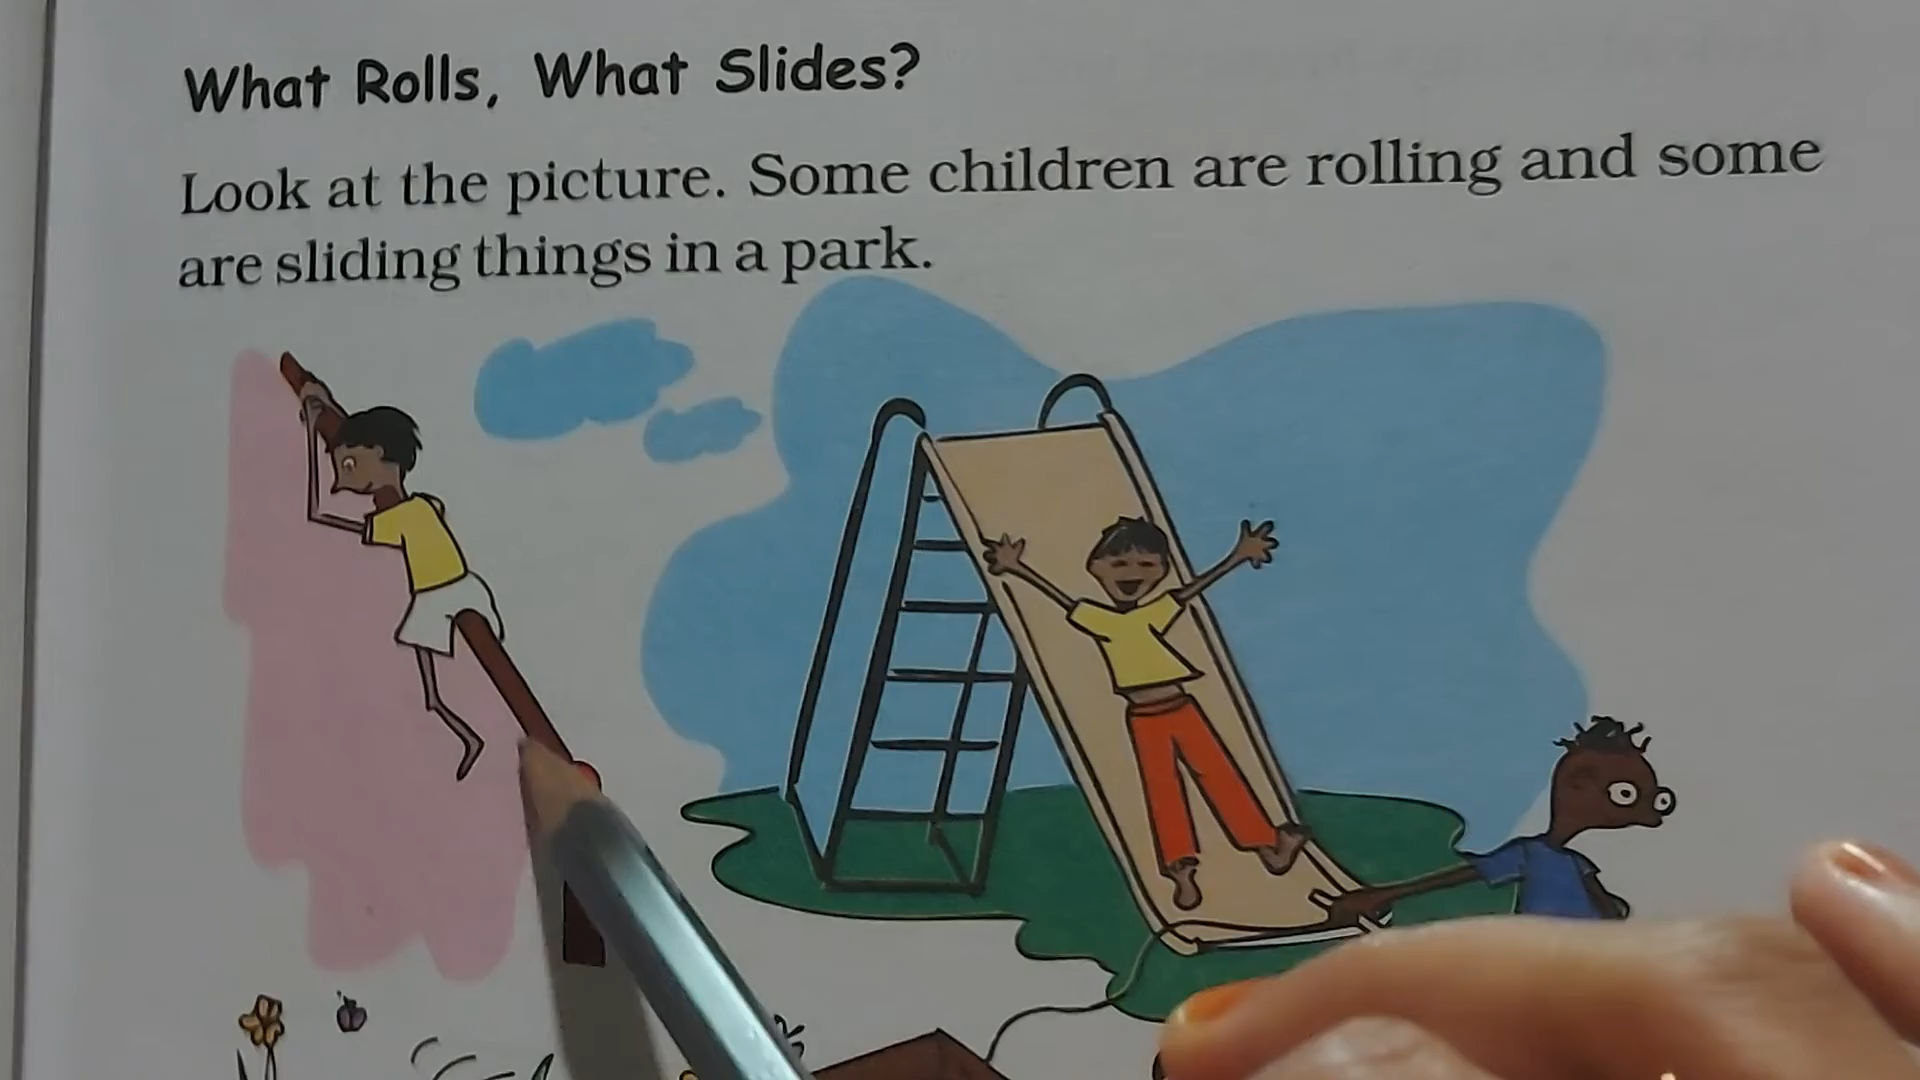 What Rolls, What Slides?
Look at the picture. Some children are rolling and some
are sliding things in a park.